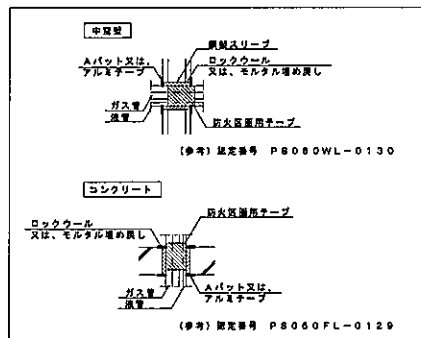 中空壁
鋼製スリーブ
Aパット又は、
アルミテープ
ロックウール
又は、モルタル埋め戻し
ガス管
液管
防火区画用テープ
(参考) 認定番号 PS060WL-0130
コンクリート
ロックウール
又は、モルタル埋め戻し
防火区画用テープ
ガス管
液管
Aパット又は、
アルミテープ
(参考) 認定番号 PS060FL-0129